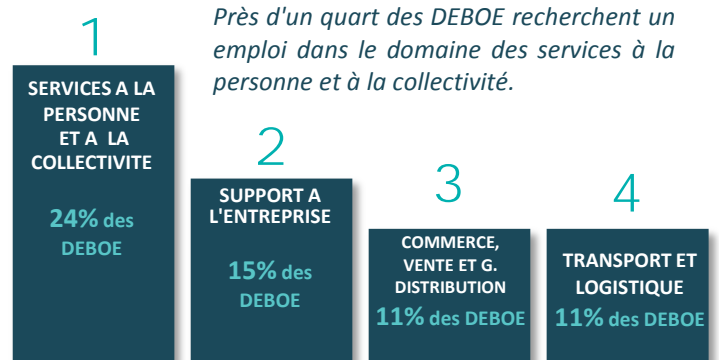 1
Près d'un quart des DEBOE recherchent un
emploi dans le domaine des services à la
personne et à la collectivité.
SERVICES A LA
PERSONNE
ET A LA
COLLECTIVITE
24% des
DEBOE
2
SUPPORT A
L'ENTREPRISE
15% des
DEBOE
3
COMMERCE,
VENTE ET G.
DISTRIBUTION
11% des DEBOE
4
TRANSPORT ET
LOGISTIQUE
11% des DEBOE